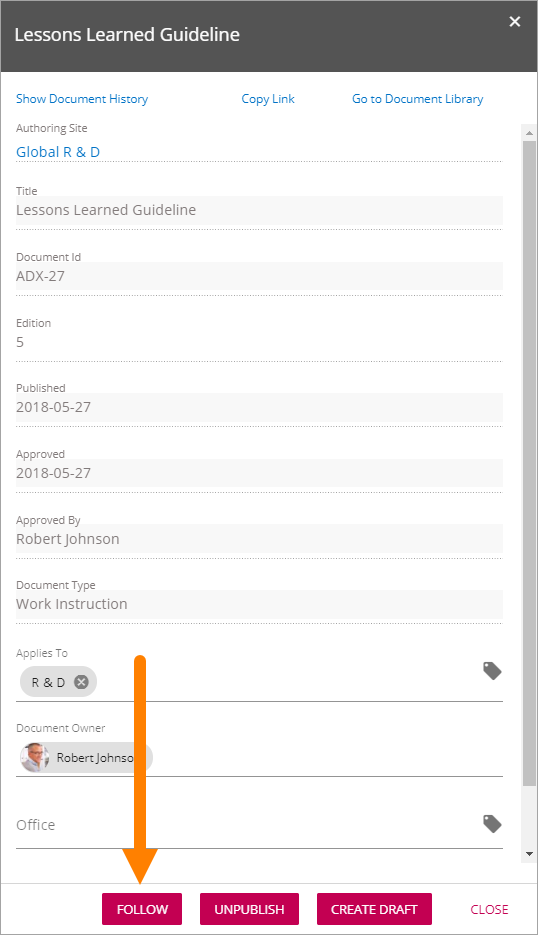 Lessons Learned Guideline
Show Document History Copy Link Go to Document Library
Authoring Site
Global R & D
Title
Lessons Learned Guideline
Document Id
ADX-27
Edition
5
Published
2018-05-27
Approved
2018-05-27
Approved By
Robert Johnson
Document Type
Work Instruction
Applies To
R & D
Document Owner
Robert Johnso
Office
FOLLOW UNPUBLISH CREATE DRAFT CLOSE